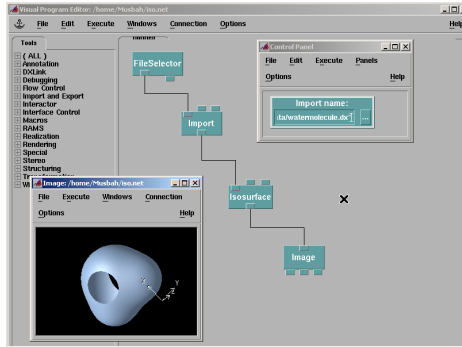 Visual Program Editor: /home/Musbah/iso.net
File Edit Execute Windows Connection Options Help
Tools
( ALL )
Annotation
DXLink
Debugging
Flow Control
Import and Export
Interactor
Interface Control
Macros
RAMS
Realization
Rendering
Special
Stereo
Structuring
FileSelector
Import
Isosurface
Image
Control Panel
File Edit Execute Panels
Options Help
Import name:
ta/watermolecule.dx" ...
Image: /home/Musbah/iso.net
File Execute Windows Connection
Options Help
X Y
Z